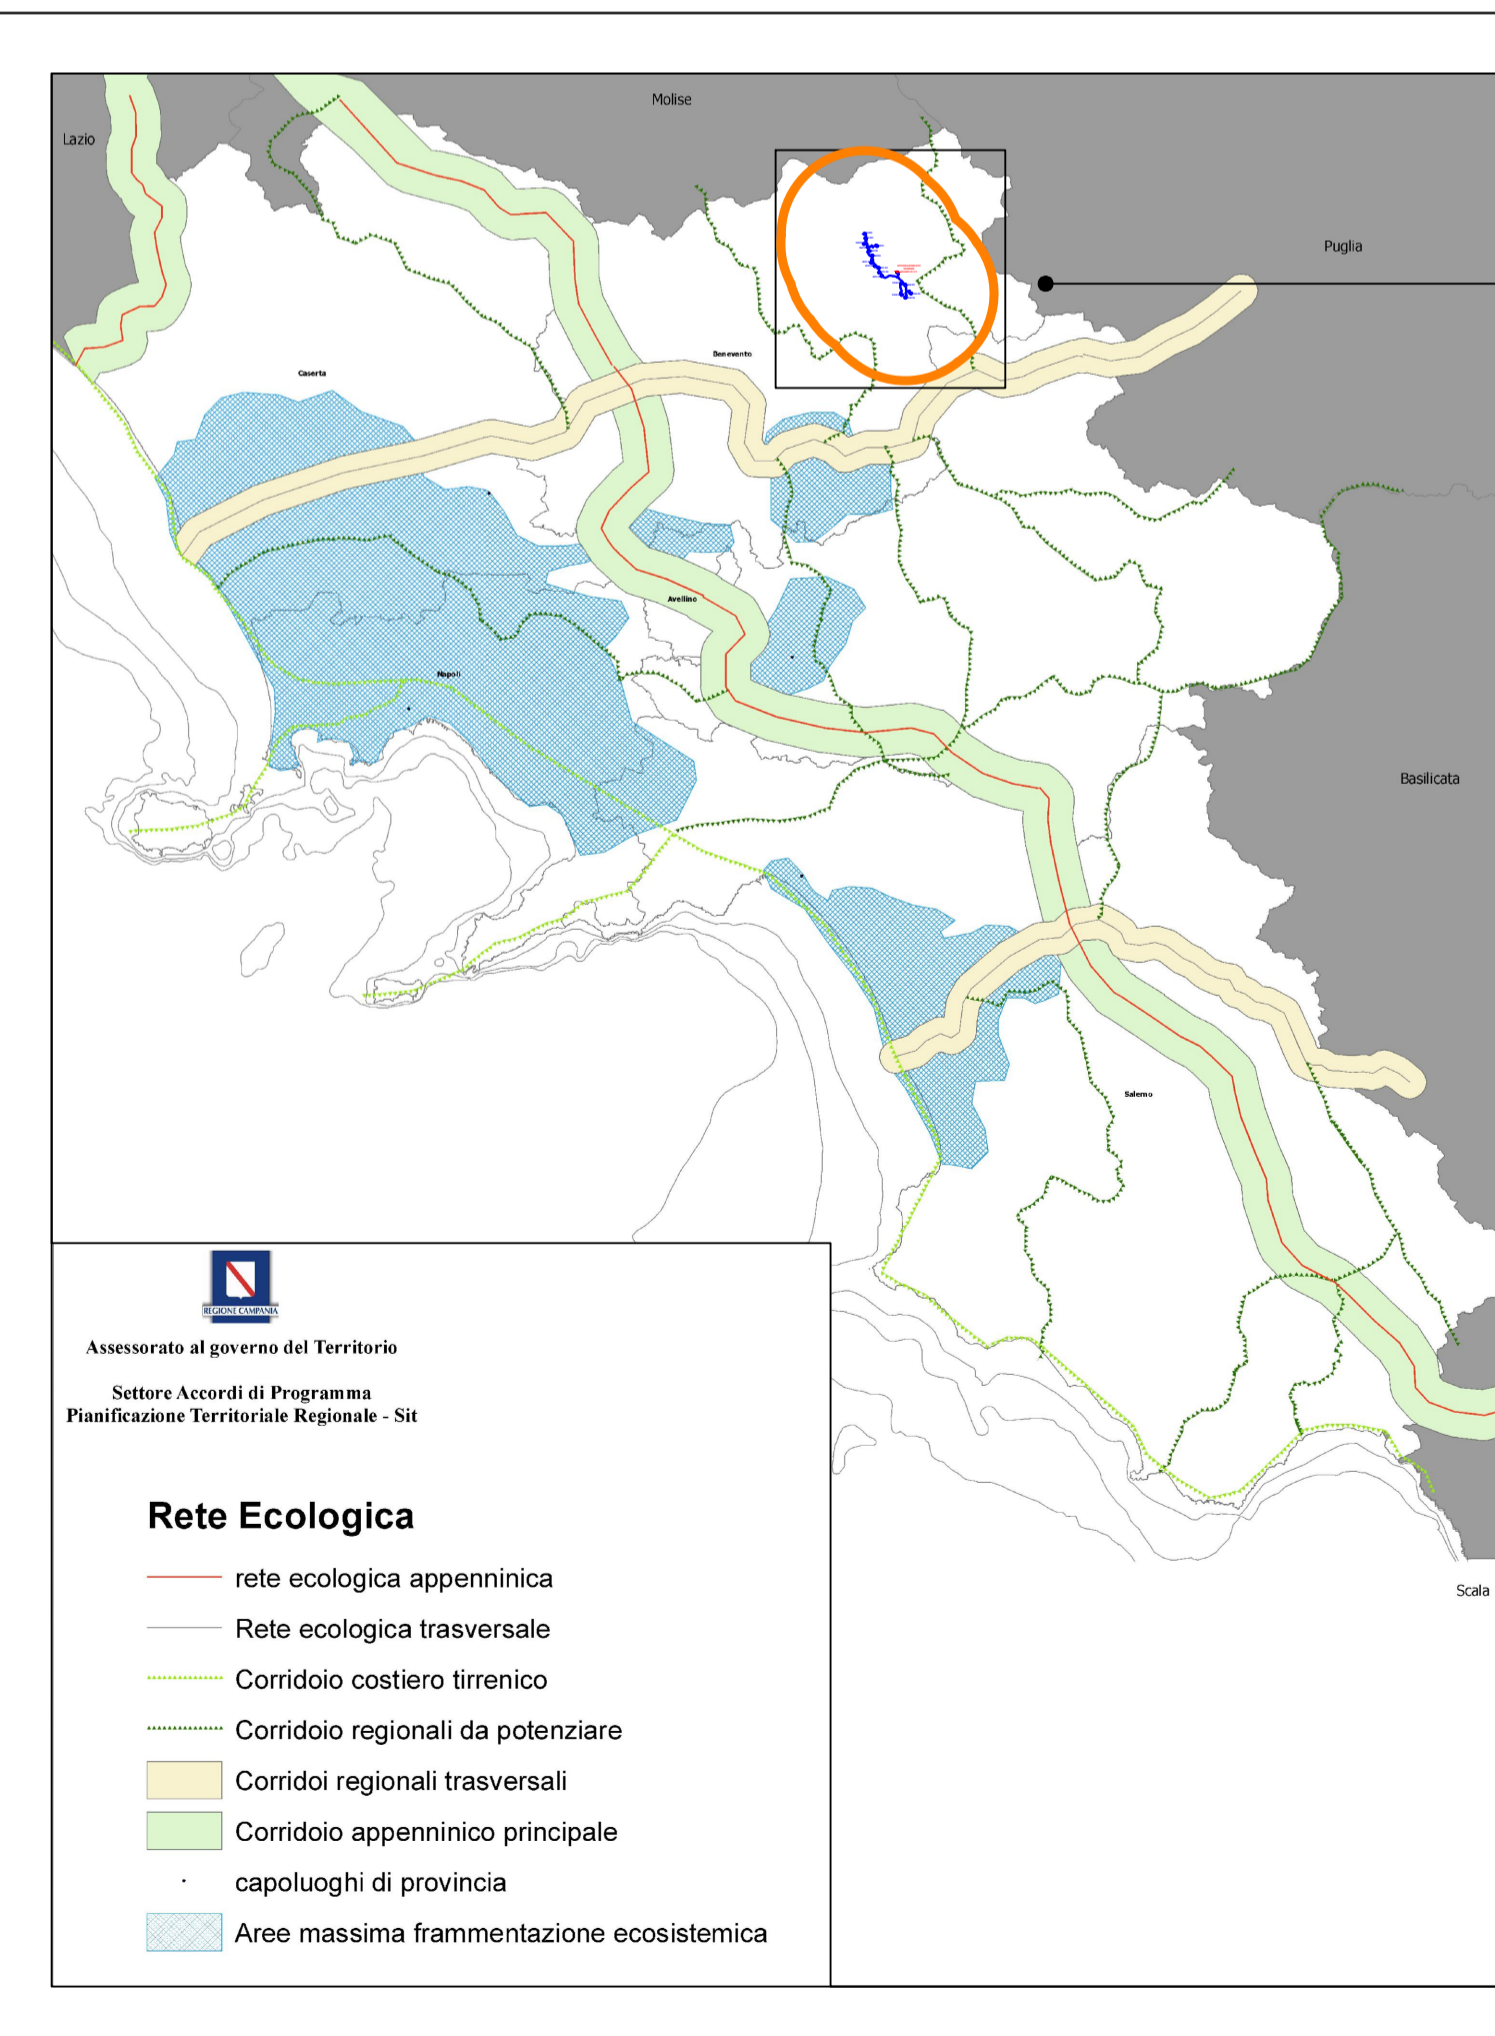 Molise
Lazio
Puglia
Benevento
Caserta
Avellino
Napoli
Basilicata
Salerno
REGIONE CAMPANIA
Assessorato al governo del Territorio
Settore Accordi di Programma
Pianificazione Territoriale Regionale - Sit
Rete Ecologica
rete ecologica appenninica
Rete ecologica trasversale
Corridoio costiero tirrenico
Corridoio regionali da potenziare
Corridoi regionali trasversali
Corridoio appenninico principale
capoluoghi di provincia
Aree massima frammentazione ecosistemica
Scala